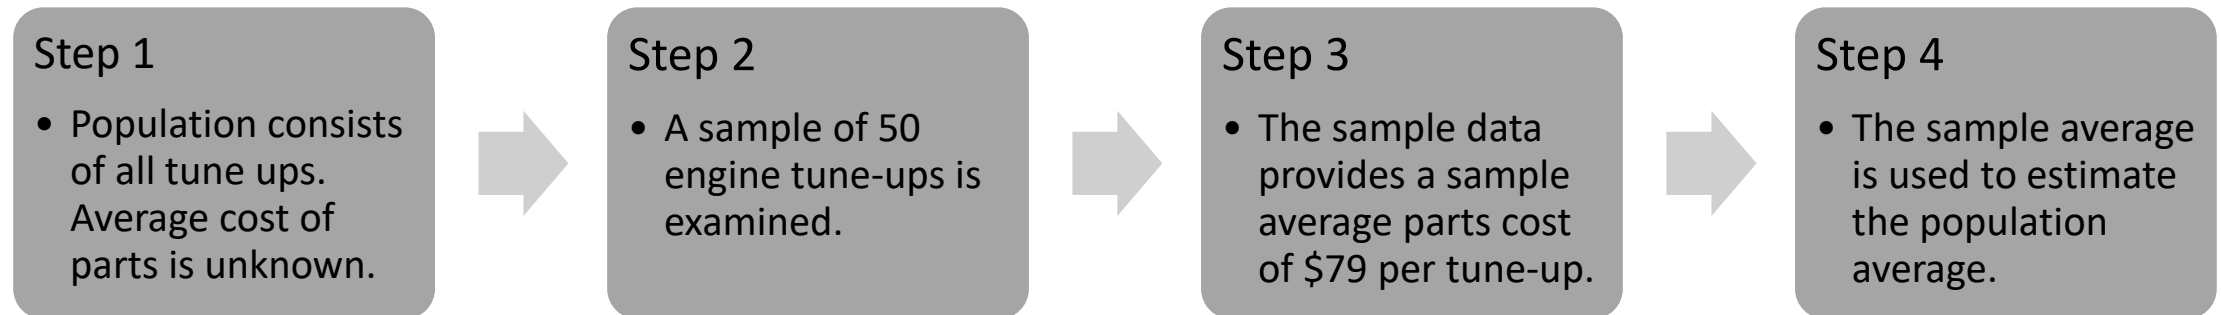 Step 1
• Population consists
of all tune ups.
Average cost of
parts is unknown.
Step 2
• A sample of 50
engine tune-ups is
examined.
Step 3
• The sample data
provides a sample
average parts cost
of $79 per tune-up.
Step 4
• The sample average
is used to estimate
the population
average.